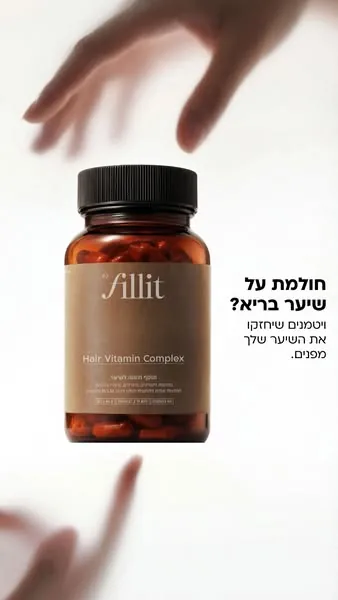 fillit
Hair Vitamin Complex
חולמת על
שיער בריא?
ויטמנים שיחזקו
את השיער שלך
מפנים.